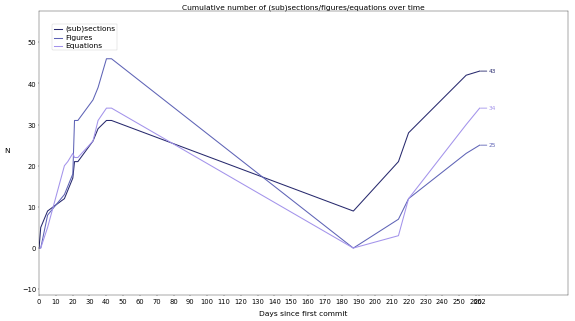 Cumulative number of (sub)sections/figures/equations over time
(sub)sections
Figures
Equations
50
40
30
20
10
0
−10
N
43
34
25
0 10 20 30 40 50 60 70 80 90 100 110 120 130 140 150 160 170 180 190 200 210 220 230 240 250 260 262
Days since first commit